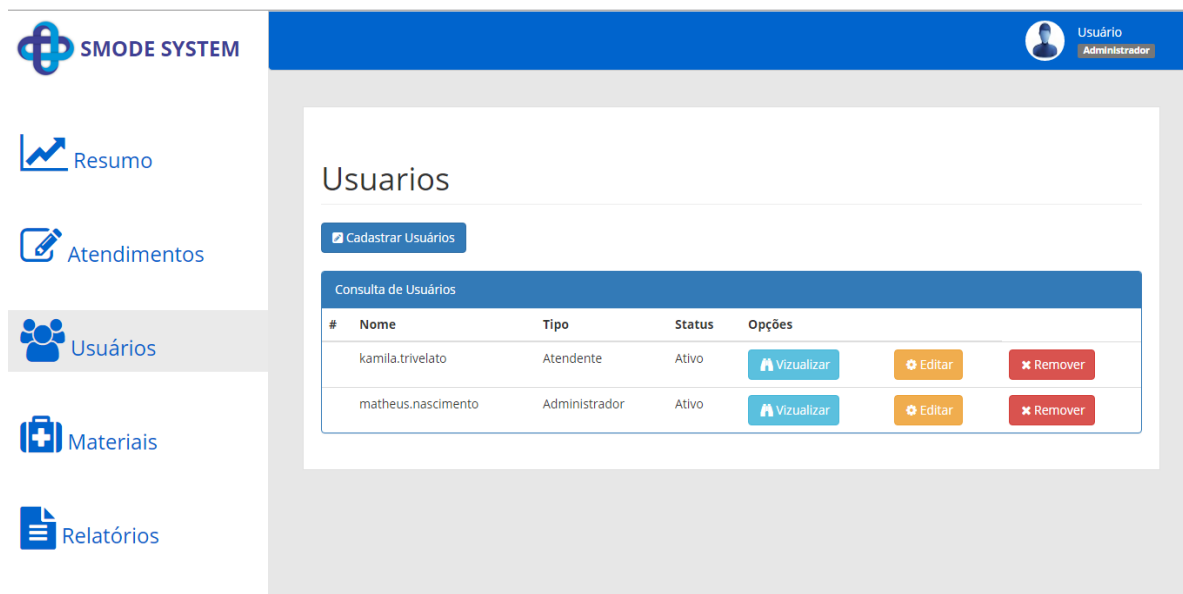 SMODE SYSTEM
Usuário
Administrador
Resumo
Atendimentos
Usuários
Materiais
Relatórios
Usuarios
Cadastrar Usuários
Consulta de Usuários
# Nome Tipo Status Opções
kamila.trivelato Atendente Ativo Vizualizar Editar Remover
matheus.nascimento Administrador Ativo Vizualizar Editar Remover